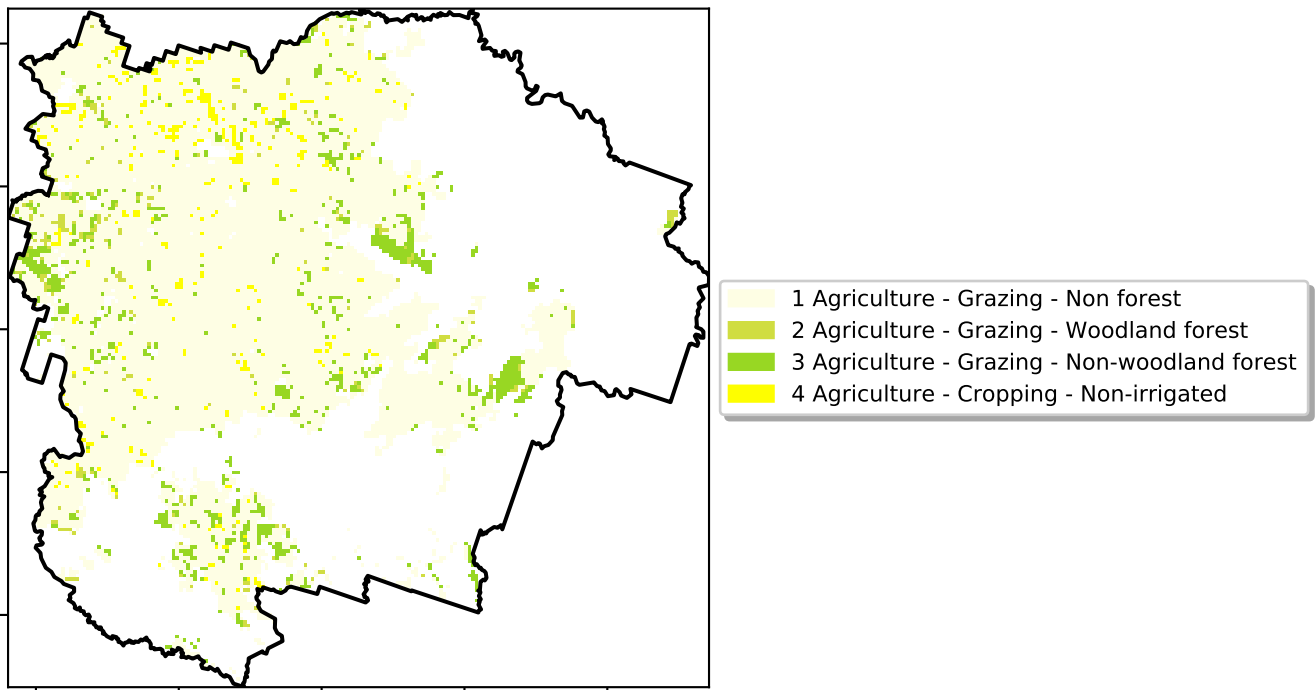 1 Agriculture - Grazing - Non forest
2 Agriculture - Grazing - Woodland forest
3 Agriculture - Grazing - Non-woodland forest
4 Agriculture - Cropping - Non-irrigated